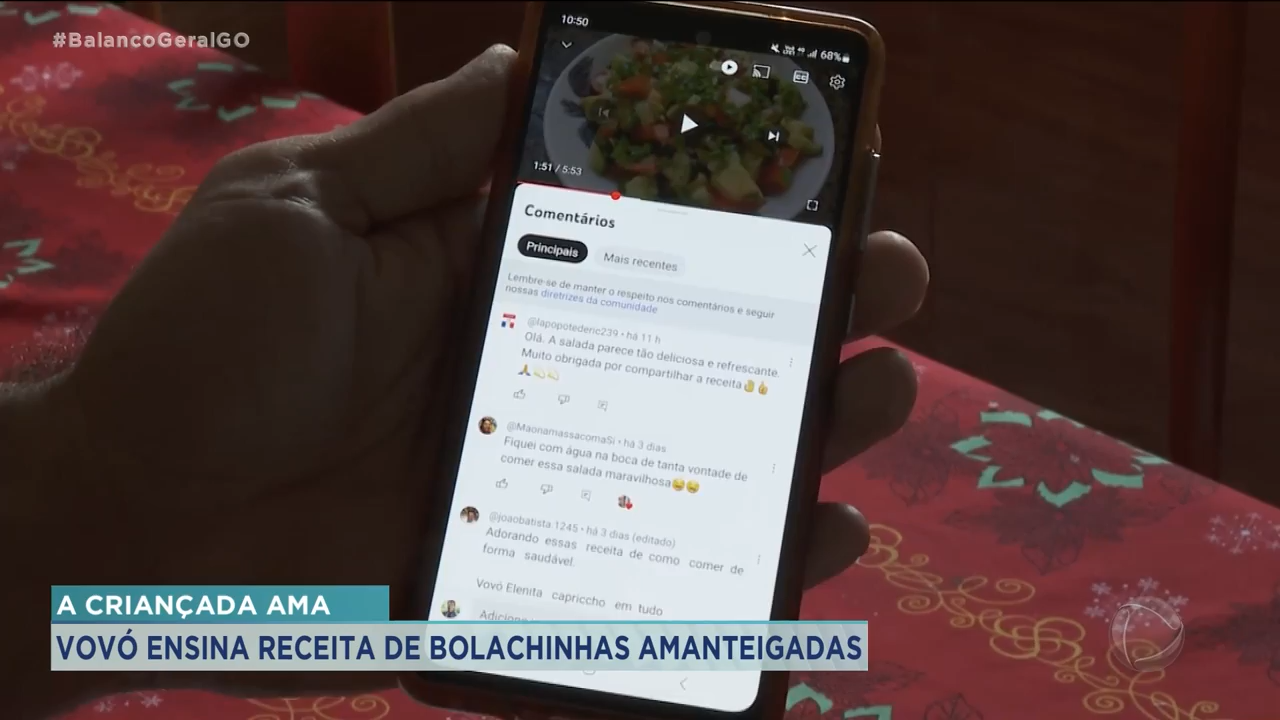 #BalancoGeralGO
10:50
68%
1:51 / 5:53
Comentários
Principais
Mais recentes
Lembre-se de manter o respeito nos comentários e seguir
nossas diretrizes da comunidade
@lapopotederic239 • há 11 h
Olá. A salada parece tão deliciosa e refrescante.
Muito obrigada por compartilhar a receita
@MaonamassacomaSi • há 3 dias
Fiquei com água na boca de tanta vontade de
comer essa salada maravilhosa
@joaobatista.1245 • há 3 dias (editado)
Adorando essas receita de como comer de
forma saudável.
Vovó Elenita capriccho em tudo
A CRIANÇADA AMA
VOVÓ ENSINA RECEITA DE BOLACHINHAS AMANTEIGADAS